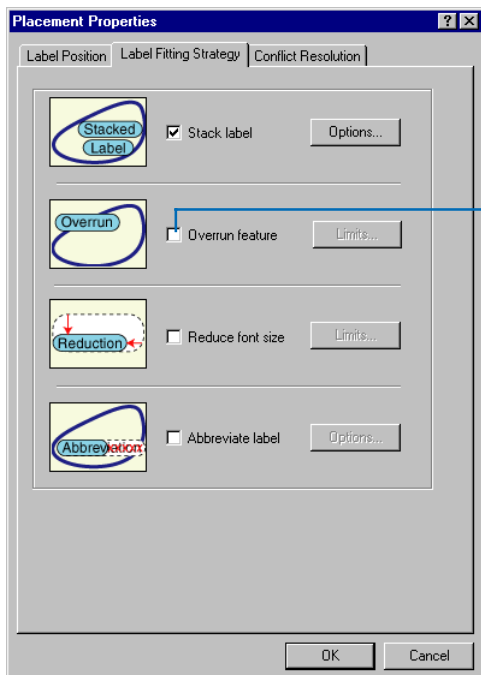 Placement Properties
Label Position Label Fitting Strategy Conflict Resolution
Stacked
Label
Stack label
Options...
Overrun
Overrun feature
Limits...
Reduction
Reduce font size
Limits...
Abbreviation
Abbreviate label
Options...
OK Cancel